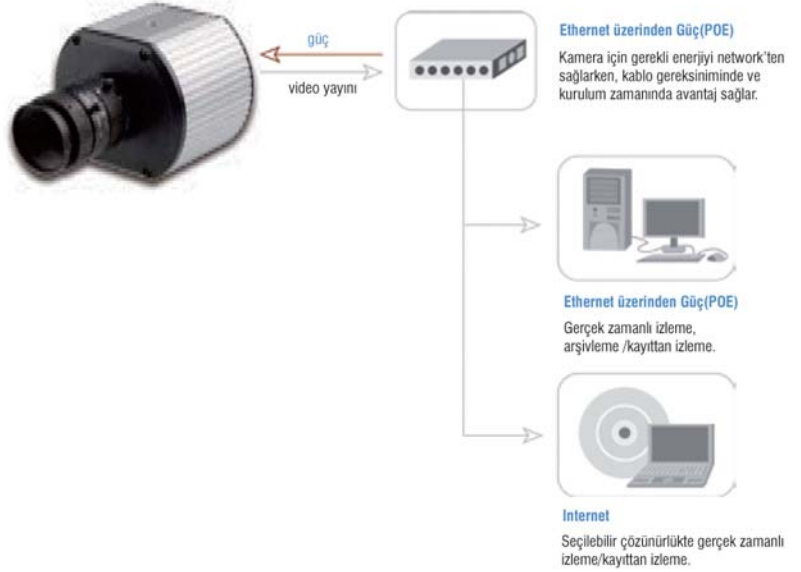 güç
video yayını
Ethernet üzerinden Güç(POE)
Kamera için gerekli enerjiyi network'ten
sağlarken, kablo gereksiniminde ve
kurulum zamanında avantaj sağlar.
Ethernet üzerinden Güç(POE)
Gerçek zamanlı izleme,
arşivleme /kayıttan izleme.
Internet
Seçilebilir çözünürlükte gerçek zamanlı
izleme/kayıttan izleme.